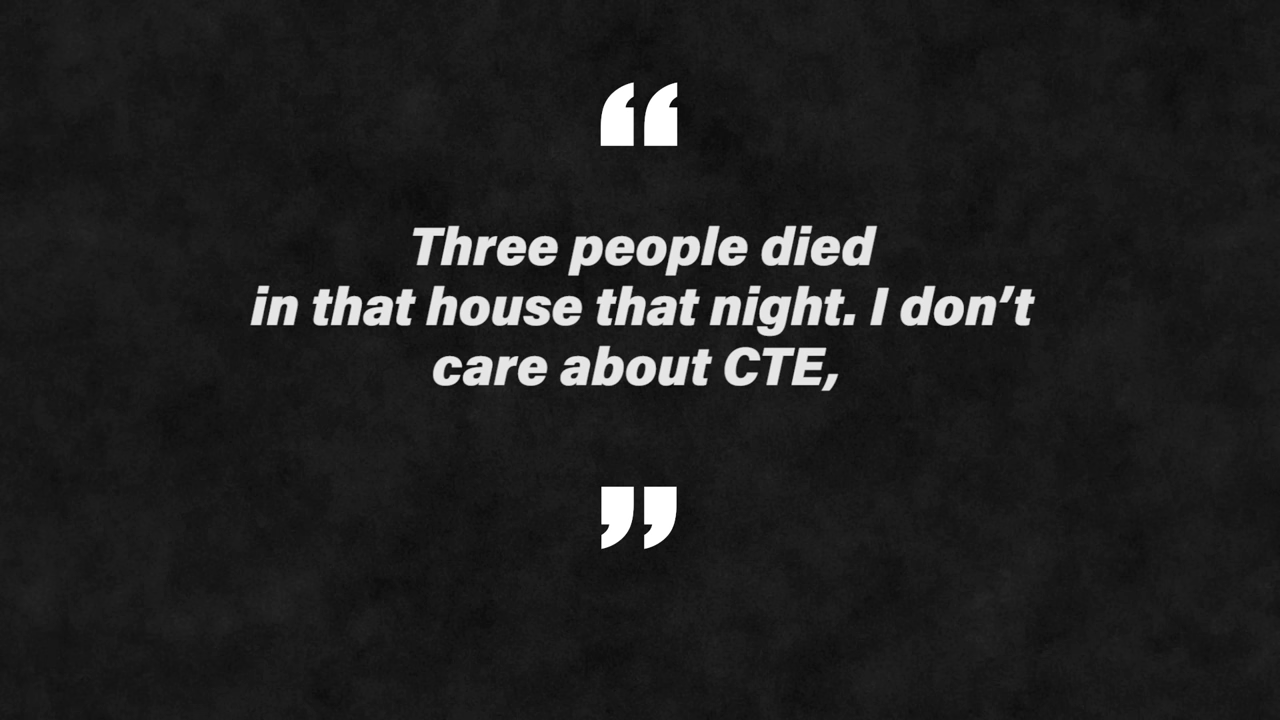 “
Three people died
in that house that night. I don’t
care about CTE,
”